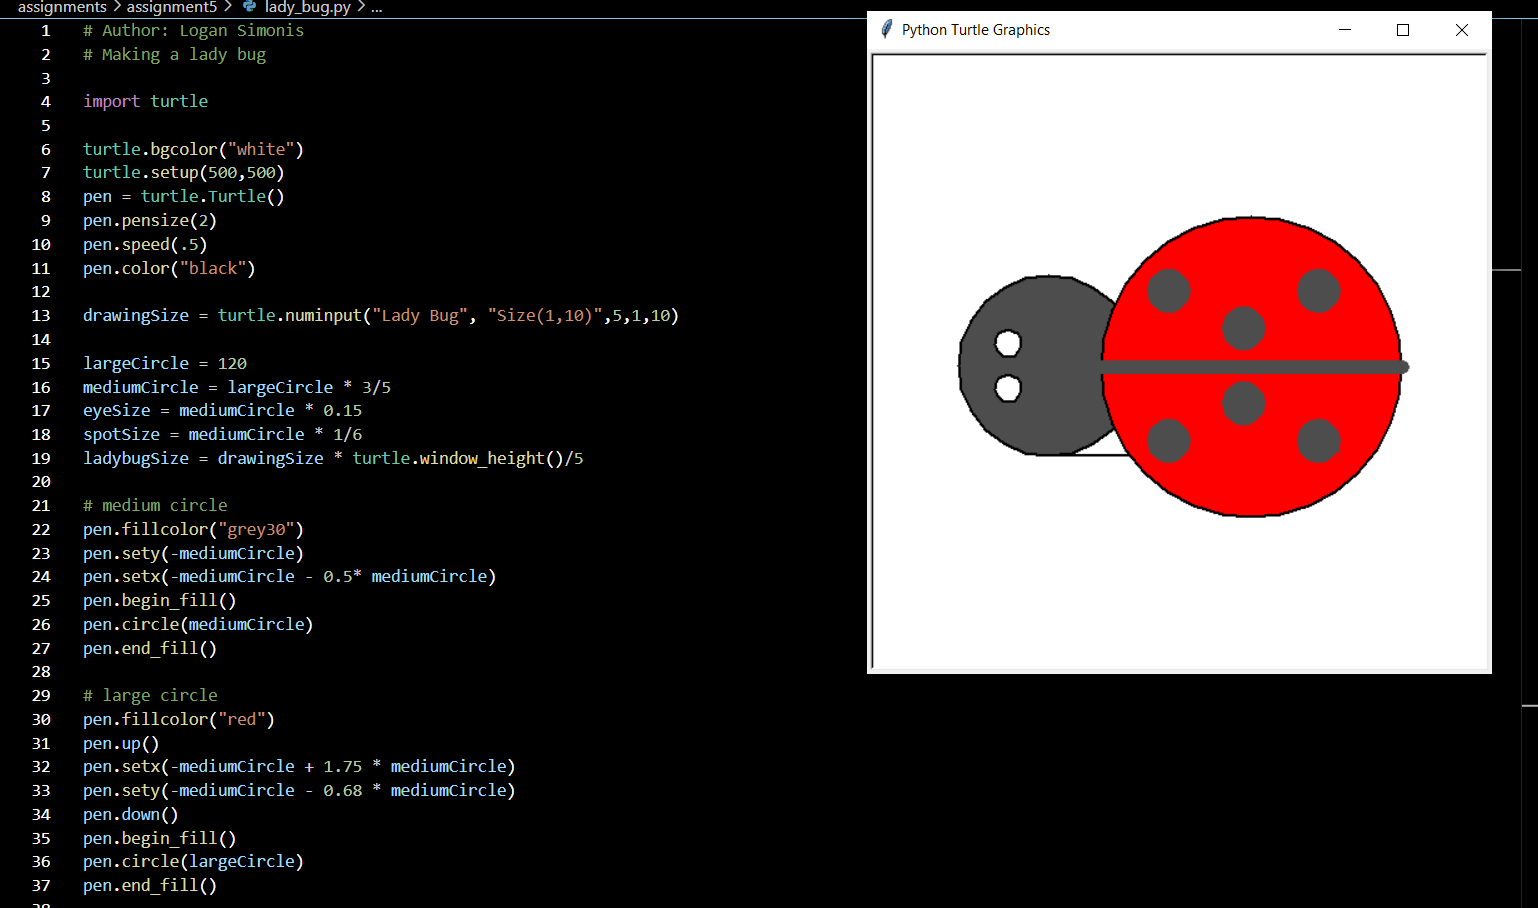 assignments > assignment5 > lady_bug.py > ...
1 # Author: Logan Simonis
2 # Making a lady bug
3
4 import turtle
5
6 turtle.bgcolor("white")
7 turtle.setup(500,500)
8 pen = turtle.Turtle()
9 pen.pensize(2)
10 pen.speed(.5)
11 pen.color("black")
12
13 drawingSize = turtle.numinput("Lady Bug", "Size(1,10)",5,1,10)
14
15 largeCircle = 120
16 mediumCircle = largeCircle * 3/5
17 eyeSize = mediumCircle * 0.15
18 spotSize = mediumCircle * 1/6
19 ladybugSize = drawingSize * turtle.window_height()/5
20
21 # medium circle
22 pen.fillcolor("grey30")
23 pen.sety(-mediumCircle)
24 pen.setx(-mediumCircle - 0.5* mediumCircle)
25 pen.begin_fill()
26 pen.circle(mediumCircle)
27 pen.end_fill()
28
29 # large circle
30 pen.fillcolor("red")
31 pen.up()
32 pen.setx(-mediumCircle + 1.75 * mediumCircle)
33 pen.sety(-mediumCircle - 0.68 * mediumCircle)
34 pen.down()
35 pen.begin_fill()
36 pen.circle(largeCircle)
37 pen.end_fill()
Python Turtle Graphics